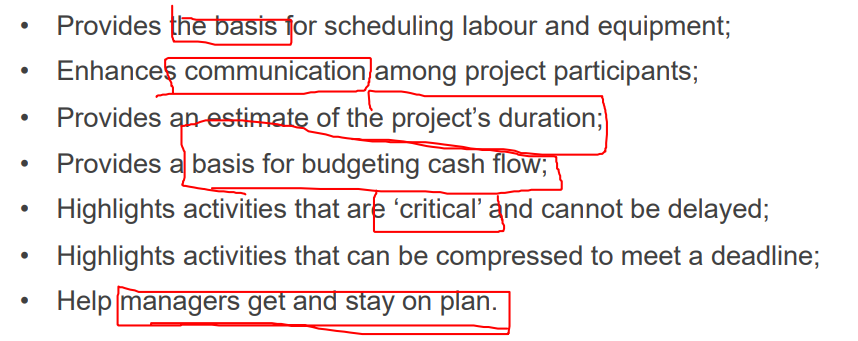 • Provides the basis for scheduling labour and equipment;
• Enhances communication among project participants;
• Provides an estimate of the project’s duration;
• Provides a basis for budgeting cash flow;
• Highlights activities that are ‘critical’ and cannot be delayed;
• Highlights activities that can be compressed to meet a deadline;
• Help managers get and stay on plan.